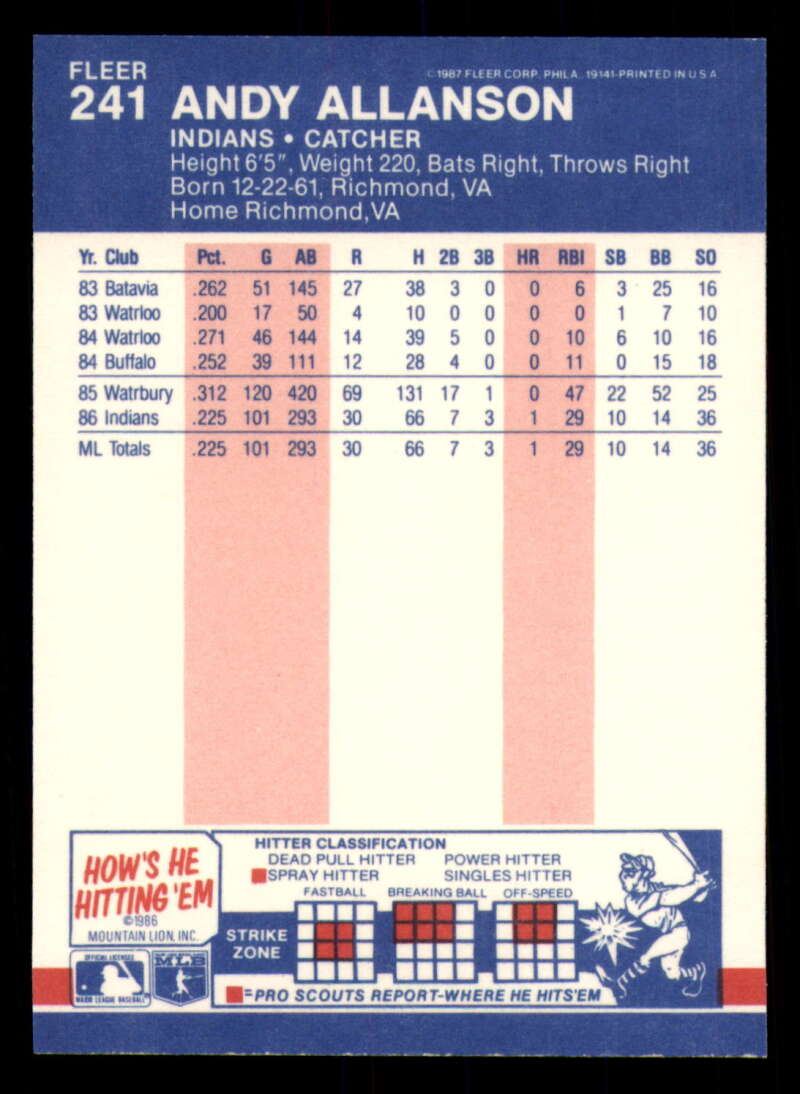 FLEER
©1987 FLEER CORP. PHILA. 19141-PRINTED IN U S A
241 ANDY ALLANSON
INDIANS • CATCHER
Height 6'5", Weight 220, Bats Right, Throws Right
Born 12-22-61, Richmond, VA
Home Richmond,VA
Yr. Club Pct. G AB R H 2B 3B HR RBI SB BB SO
83 Batavia .262 51 145 27 38 3 0 0 6 3 25 16
83 Watrloo .200 17 50 4 10 0 0 0 0 1 7 10
84 Watrloo .271 46 144 14 39 5 0 0 10 6 10 16
84 Buffalo .252 39 111 12 28 4 0 0 11 0 15 18
85 Watrbury .312 120 420 69 131 17 1 0 47 22 52 25
86 Indians .225 101 293 30 66 7 3 1 29 10 14 36
ML Totals .225 101 293 30 66 7 3 1 29 10 14 36
HOW'S HE
HITTING 'EM
©1986
MOUNTAIN LION, INC.
HITTER CLASSIFICATION
DEAD PULL HITTER POWER HITTER
SPRAY HITTER SINGLES HITTER
FASTBALL BREAKING BALL OFF-SPEED
STRIKE
ZONE
=PRO SCOUTS REPORT-WHERE HE HITS'EM
OFFICIAL LICENSEE
MAJOR LEAGUE BASEBALL
MLB